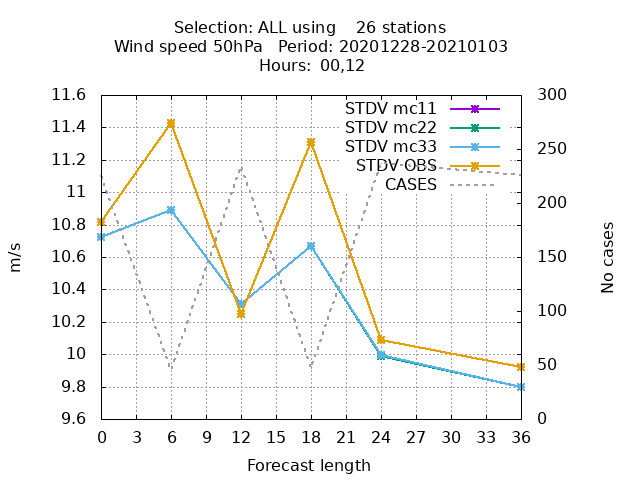 Selection: ALL using    26 stations
Wind speed 50hPa   Period: 20201228-20210103
Hours:  00,12
STDV mc11
STDV mc22
STDV mc33
STDV OBS
CASES
11.6
11.4
11.2
11
10.8
10.6
10.4
10.2
10
9.8
9.6
300
250
200
150
100
50
0
m/s
No cases
0 3 6 9 12 15 18 21 24 27 30 33 36
Forecast length